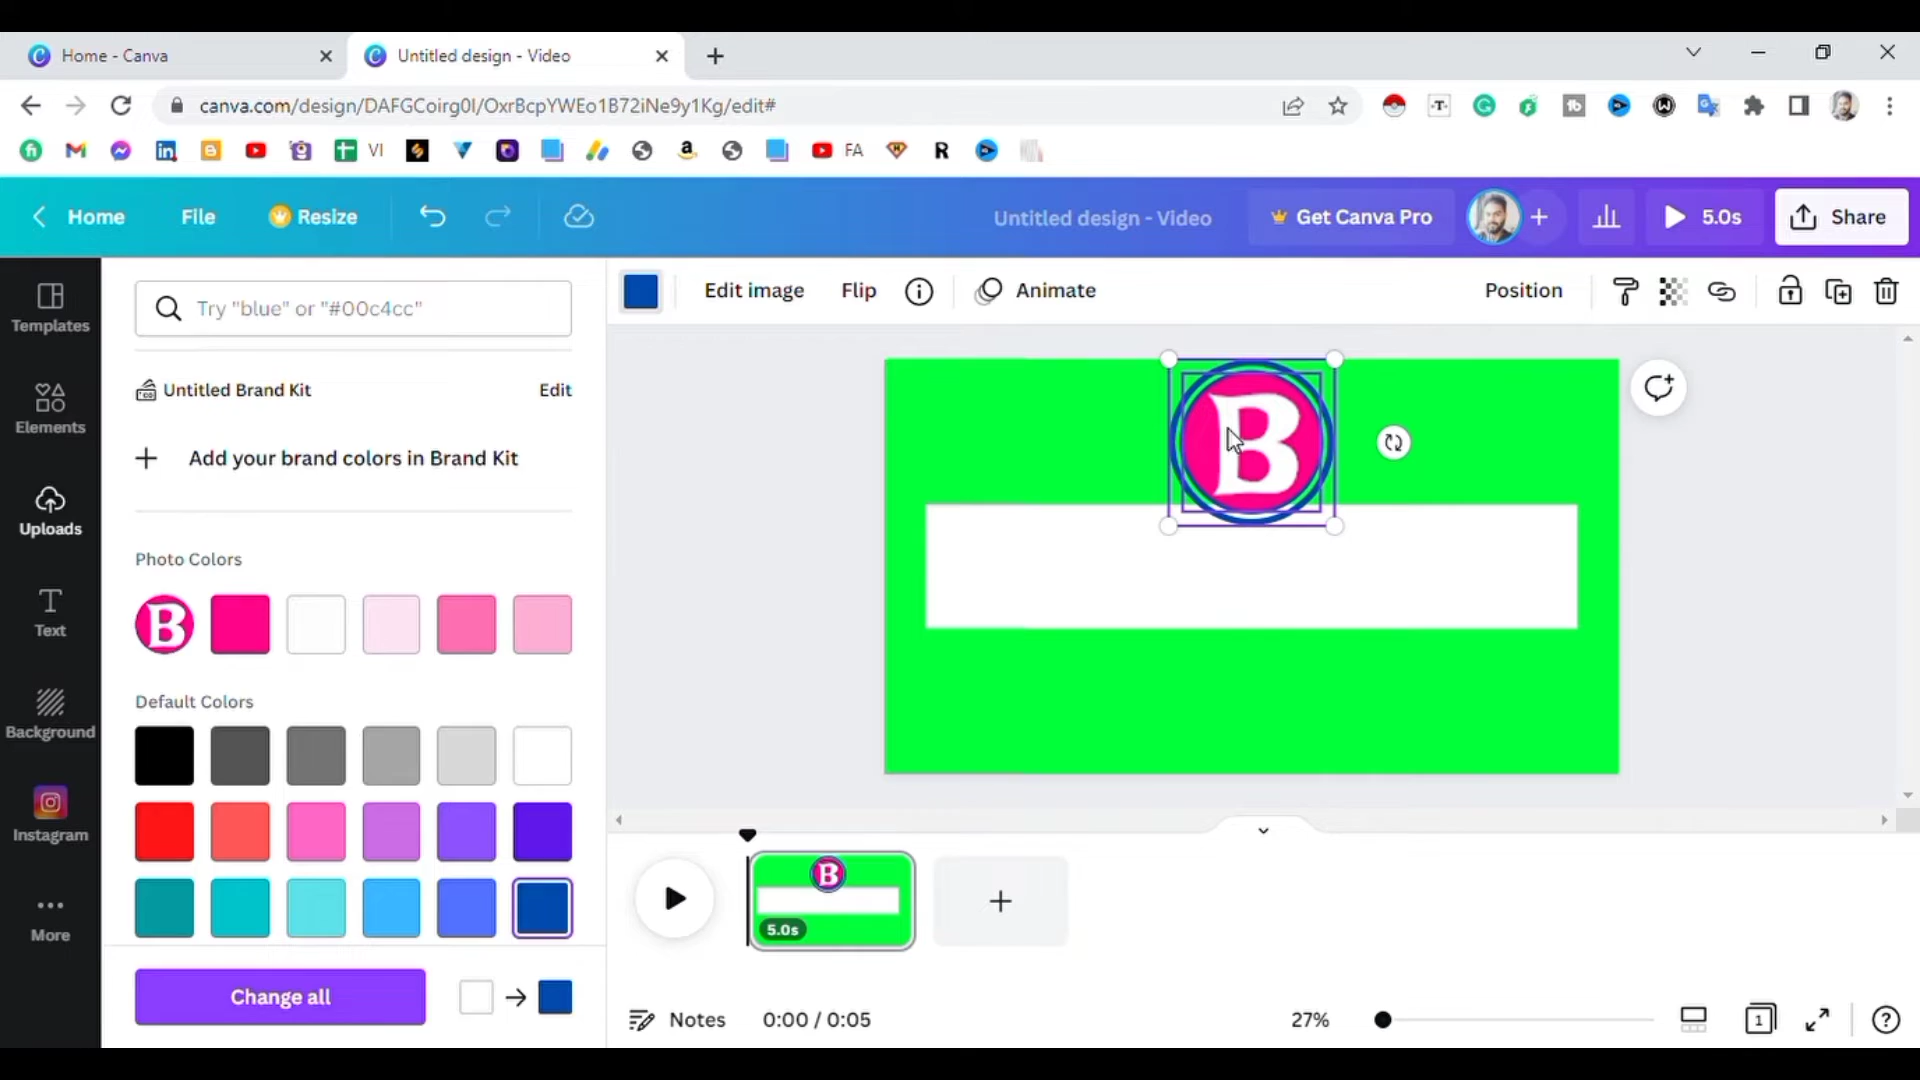 Home - Canva
Untitled design - Video
canva.com/design/DAFGCoirg0I/OxrBcpYWEo1B72iNe9y1Kg/edit#
VI
FA
R
Home
File
Resize
Untitled design - Video
Get Canva Pro
5.0s
Share
Templates
Elements
Uploads
Text
Background
Instagram
More
Try "blue" or "#00c4cc"
Untitled Brand Kit
Edit
Add your brand colors in Brand Kit
Photo Colors
B
Default Colors
Change all
Edit image
Flip
Animate
Position
B
B
5.0s
Notes
0:00 / 0:05
27%
1